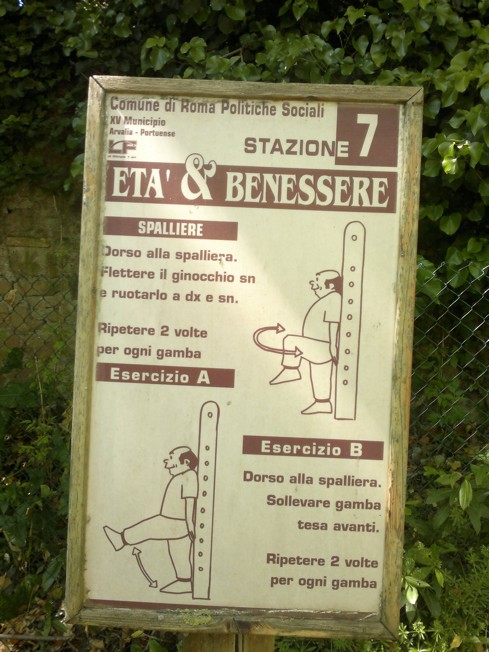 Comune di Roma Politiche Sociali
XV Municipio
Arvalia - Portuense
STAZIONE 7
ETA' & BENESSERE
SPALLIERE
Dorso alla spalliera.
Flettere il ginocchio sn
e ruotarlo a dx e sn.
Ripetere 2 volte
per ogni gamba
Esercizio A
Esercizio B
Dorso alla spalliera.
Sollevare gamba
tesa avanti.
Ripetere 2 volte
per ogni gamba